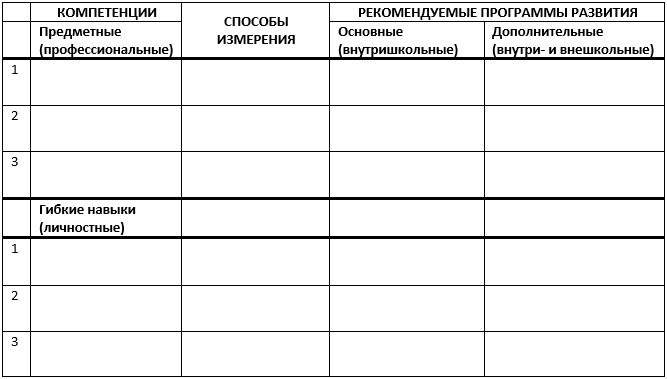 КОМПЕТЕНЦИИ
СПОСОБЫ
ИЗМЕРЕНИЯ
РЕКОМЕНДУЕМЫЕ ПРОГРАММЫ РАЗВИТИЯ
Предметные
(профессиональные)
Основные
(внутришкольные)
Дополнительные
(внутри- и внешкольные)
1
2
3
Гибкие навыки
(личностные)
1
2
3